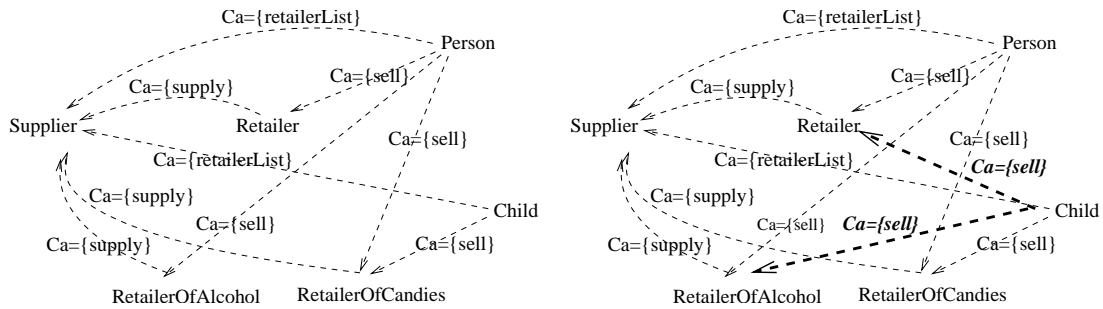 Ca={retailerList}
Person
Ca={sell}
Ca={supply}
Supplier
Retailer
Ca={sell}
Ca={retailerList}
Ca={supply}
Child
Ca={sell}
Ca={supply}
Ca={sell}
RetailerOfAlcohol
RetailerOfCandies
Ca={retailerList}
Person
Ca={sell}
Ca={supply}
Supplier
Retailer
Ca={sell}
Ca={retailerList}
Ca={sell}
Ca={supply}
Child
Ca={sell}
Ca={sell}
Ca={supply}
Ca={sell}
RetailerOfAlcohol
RetailerOfCandies